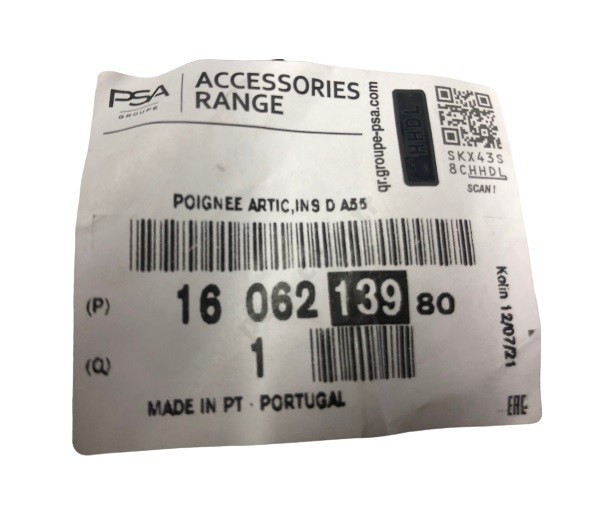 PSA
GROUPE
ACCESSORIES
RANGE
qr.groupe-psa.com
CHHDL
SKX43S
8CHHDL
SCAN!
POIGNEE ARTIC,INS D A55
(P) 16 062 139 80
(Q) 1
MADE IN PT - PORTUGAL
Kolin 12/07/21
EAC